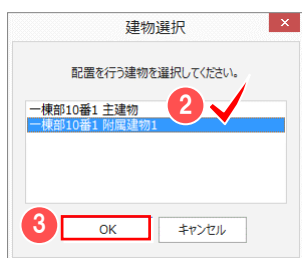 建物選択
×
配置を行う建物を選択してください。
一棟部10番1 主建物
一棟部10番1 附属建物1
2
3
OK
キャンセル